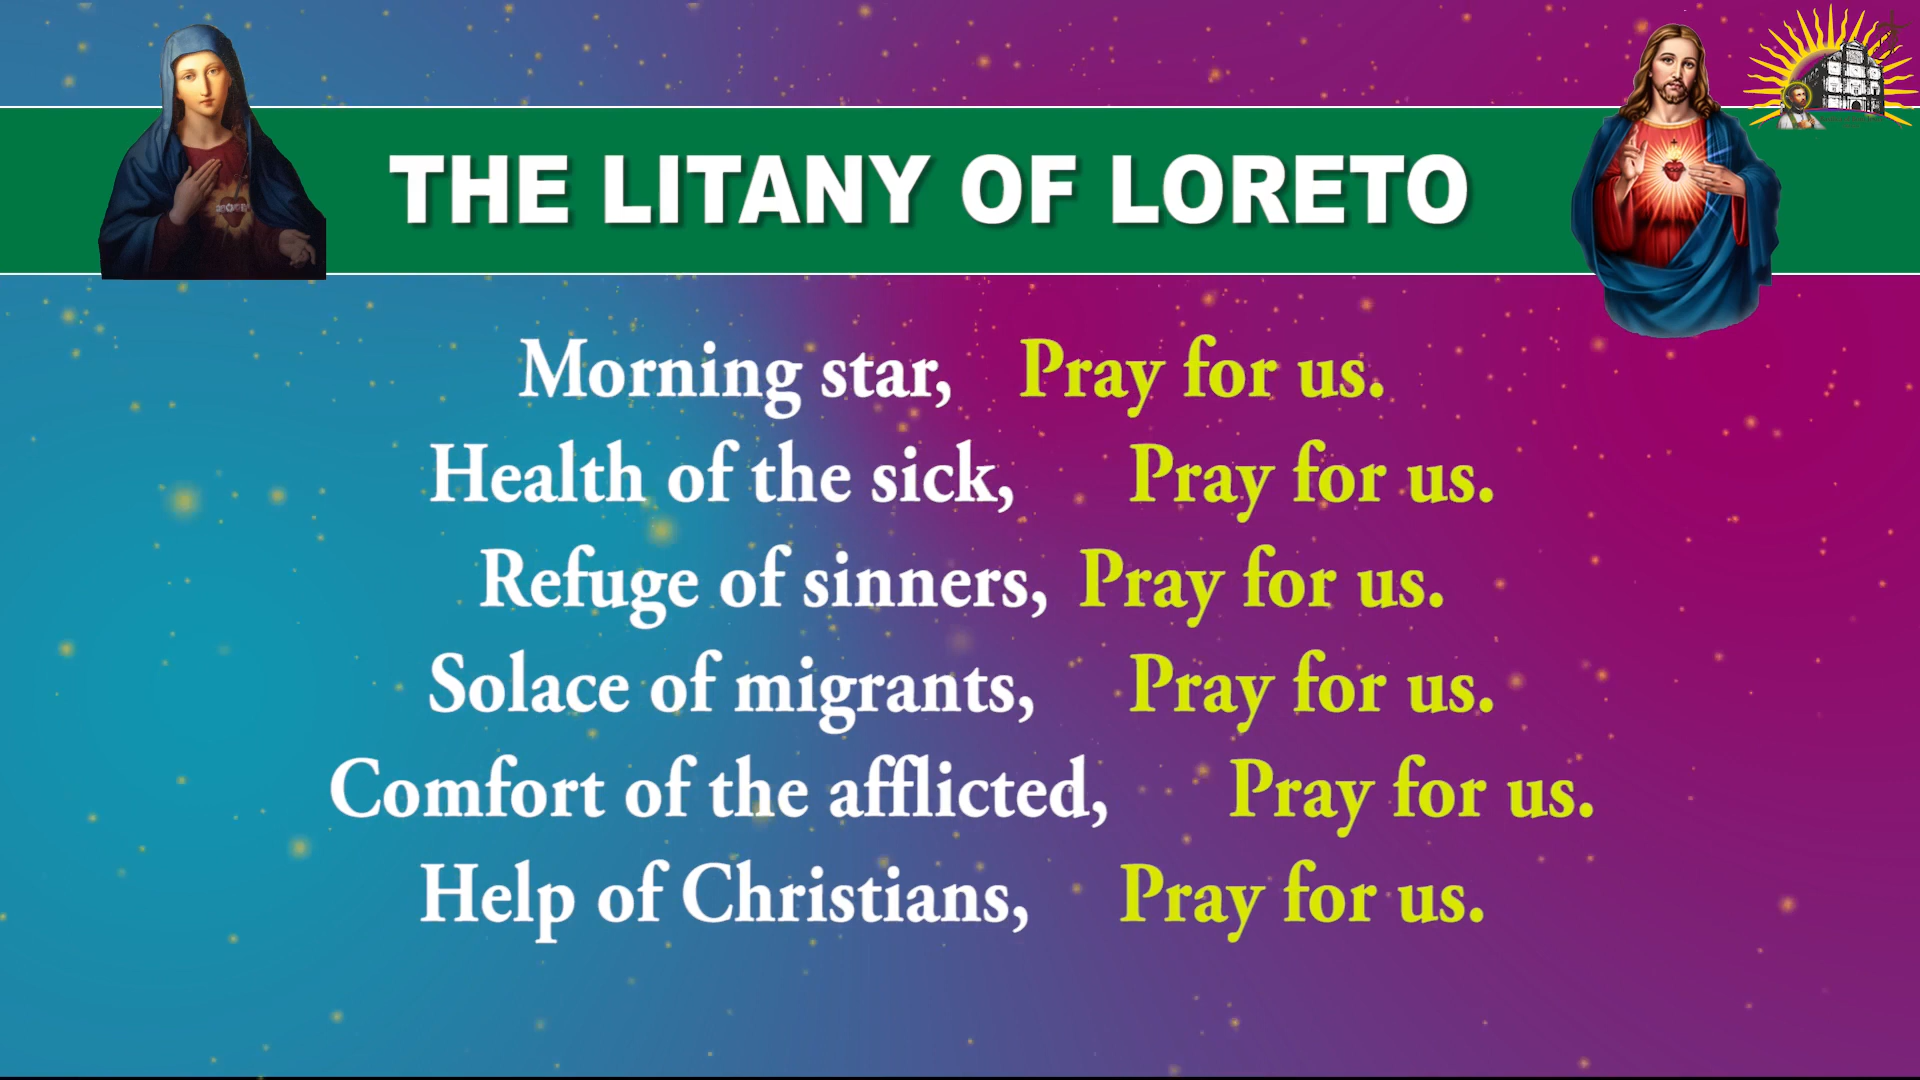 THE LITANY OF LORETO
Morning star, Pray for us.
Health of the sick, Pray for us.
Refuge of sinners, Pray for us.
Solace of migrants, Pray for us.
Comfort of the afflicted, Pray for us.
Help of Christians, Pray for us.